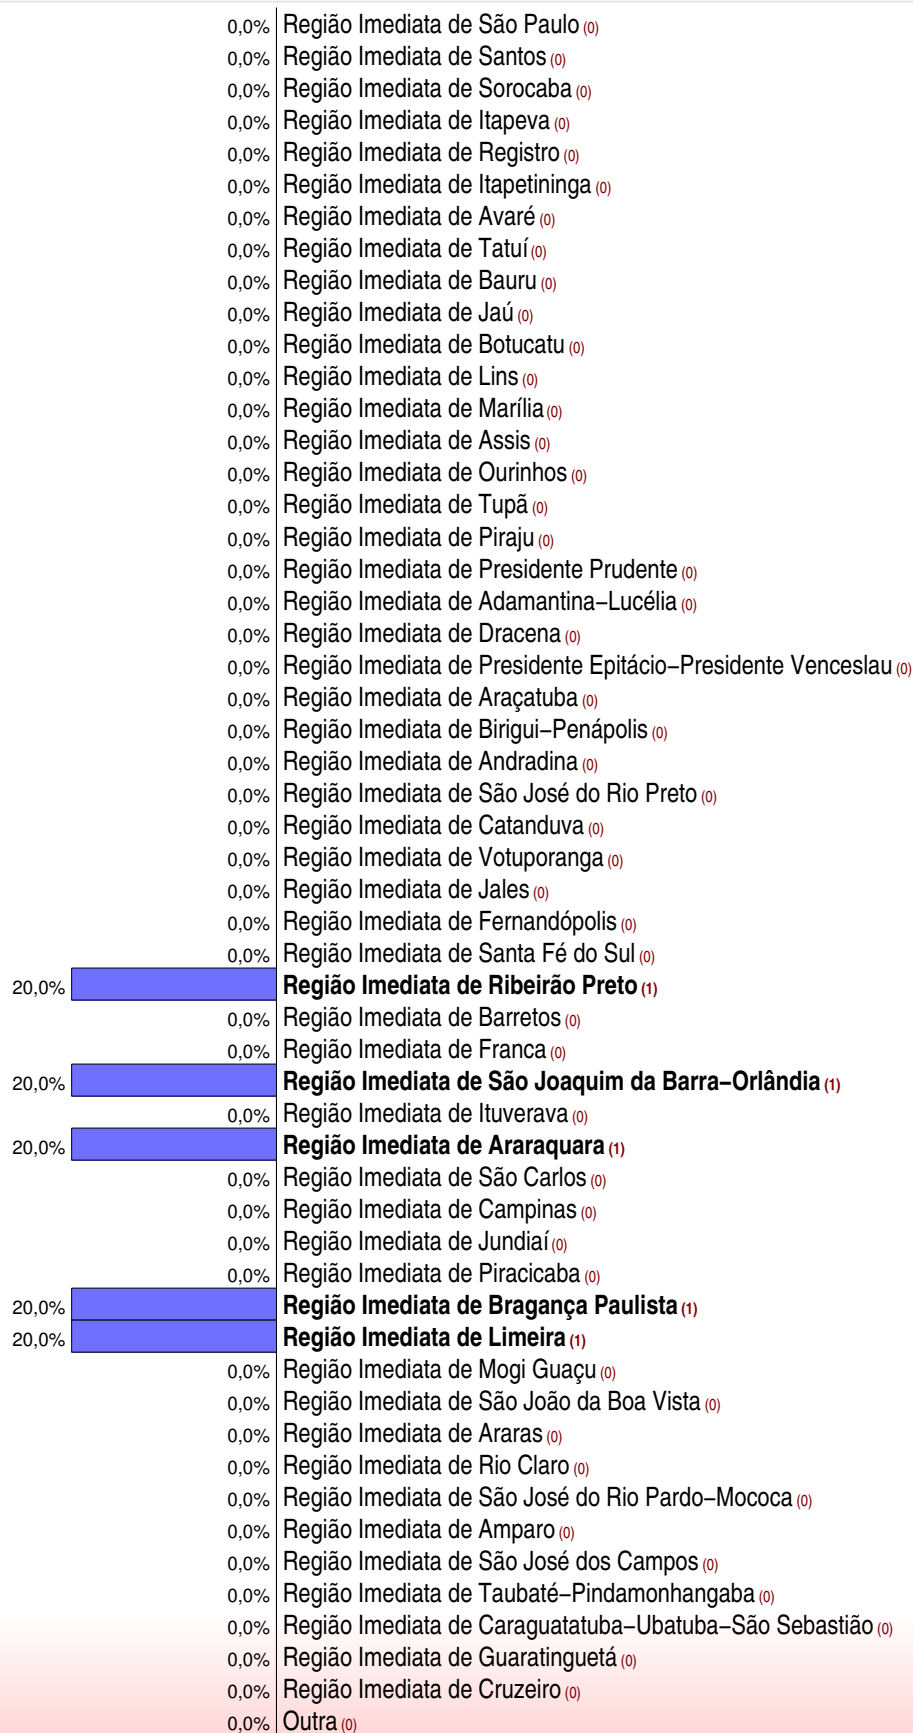 0,0% Região Imediata de São Paulo (0)
0,0% Região Imediata de Santos (0)
0,0% Região Imediata de Sorocaba (0)
0,0% Região Imediata de Itapeva (0)
0,0% Região Imediata de Registro (0)
0,0% Região Imediata de Itapetininga (0)
0,0% Região Imediata de Avaré (0)
0,0% Região Imediata de Tatuí (0)
0,0% Região Imediata de Bauru (0)
0,0% Região Imediata de Jaú (0)
0,0% Região Imediata de Botucatu (0)
0,0% Região Imediata de Lins (0)
0,0% Região Imediata de Marília (0)
0,0% Região Imediata de Assis (0)
0,0% Região Imediata de Ourinhos (0)
0,0% Região Imediata de Tupã (0)
0,0% Região Imediata de Piraju (0)
0,0% Região Imediata de Presidente Prudente (0)
0,0% Região Imediata de Adamantina–Lucélia (0)
0,0% Região Imediata de Dracena (0)
0,0% Região Imediata de Presidente Epitácio–Presidente Venceslau (0)
0,0% Região Imediata de Araçatuba (0)
0,0% Região Imediata de Birigui–Penápolis (0)
0,0% Região Imediata de Andradina (0)
0,0% Região Imediata de São José do Rio Preto (0)
0,0% Região Imediata de Catanduva (0)
0,0% Região Imediata de Votuporanga (0)
0,0% Região Imediata de Jales (0)
0,0% Região Imediata de Fernandópolis (0)
0,0% Região Imediata de Santa Fé do Sul (0)
20,0% Região Imediata de Ribeirão Preto (1)
0,0% Região Imediata de Barretos (0)
0,0% Região Imediata de Franca (0)
20,0% Região Imediata de São Joaquim da Barra–Orlândia (1)
0,0% Região Imediata de Ituverava (0)
20,0% Região Imediata de Araraquara (1)
0,0% Região Imediata de São Carlos (0)
0,0% Região Imediata de Campinas (0)
0,0% Região Imediata de Jundiaí (0)
0,0% Região Imediata de Piracicaba (0)
20,0% Região Imediata de Bragança Paulista (1)
20,0% Região Imediata de Limeira (1)
0,0% Região Imediata de Mogi Guaçu (0)
0,0% Região Imediata de São João da Boa Vista (0)
0,0% Região Imediata de Araras (0)
0,0% Região Imediata de Rio Claro (0)
0,0% Região Imediata de São José do Rio Pardo–Mococa (0)
0,0% Região Imediata de Amparo (0)
0,0% Região Imediata de São José dos Campos (0)
0,0% Região Imediata de Taubaté–Pindamonhangaba (0)
0,0% Região Imediata de Caraguatatuba–Ubatuba–São Sebastião (0)
0,0% Região Imediata de Guaratinguetá (0)
0,0% Região Imediata de Cruzeiro (0)
0,0% Outra (0)